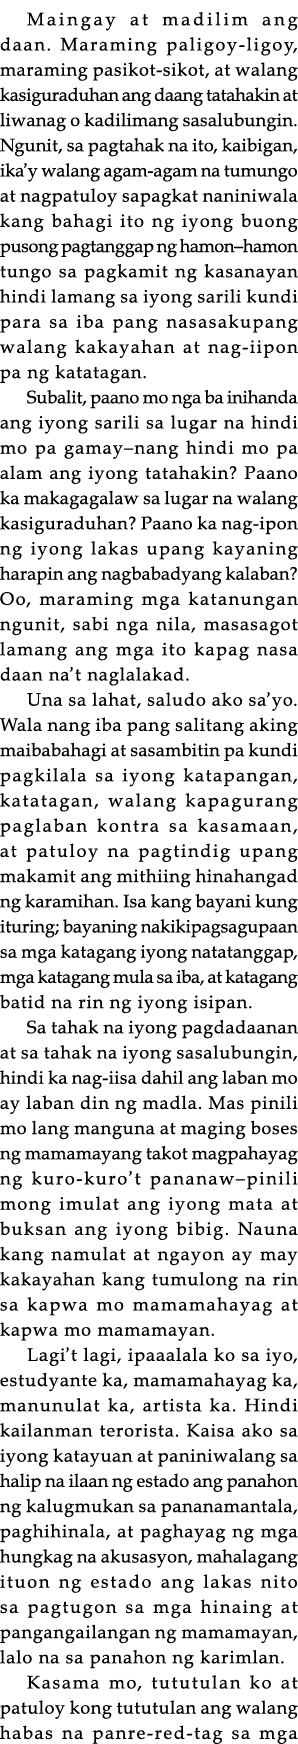 Maingay at madilim ang
daan. Maraming paligoy-ligoy,
maraming pasikot-sikot, at walang
kasiguraduhan ang daang tatahakin at
liwanag o kadilimang sasalubungin.
Ngunit, sa pagtahak na ito, kaibigan,
ika’y walang agam-agam na tumungo
at nagpatuloy sapagkat naniniwala
kang bahagi ito ng iyong buong
pusong pagtanggap ng hamon–hamon
tungo sa pagkamit ng kasanayan
hindi lamang sa iyong sarili kundi
para sa iba pang nasasakupang
walang kakayahan at nag-iipon
pa ng katatagan.
Subalit, paano mo nga ba inihanda
ang iyong sarili sa lugar na hindi
mo pa gamay–nang hindi mo pa
alam ang iyong tatahakin? Paano
ka makagagalaw sa lugar na walang
kasiguraduhan? Paano ka nag-ipon
ng iyong lakas upang kayaning
harapin ang nagbabadyang kalaban?
Oo, maraming mga katanungan
ngunit, sabi nga nila, masasagot
lamang ang mga ito kapag nasa
daan na’t naglalakad.
Una sa lahat, saludo ako sa’yo.
Wala nang iba pang salitang aking
maibabahagi at sasambitin pa kundi
pagkilala sa iyong katapangan,
katatagan, walang kapagurang
paglaban kontra sa kasamaan,
at patuloy na pagtindig upang
makamit ang mithiing hinahangad
ng karamihan. Isa kang bayani kung
ituring; bayaning nakikipagsagupaan
sa mga katagang iyong natatanggap,
mga katagang mula sa iba, at katagang
batid na rin ng iyong isipan.
Sa tahak na iyong pagdadaanan
at sa tahak na iyong sasalubungin,
hindi ka nag-iisa dahil ang laban mo
ay laban din ng madla. Mas pinili
mo lang manguna at maging boses
ng mamamayang takot magpahayag
ng kuro-kuro’t pananaw–pinili
mong imulat ang iyong mata at
buksan ang iyong bibig. Nauna
kang namulat at ngayon ay may
kakayahan kang tumulong na rin
sa kapwa mo mamamahayag at
kapwa mo mamamayan.
Lagi’t lagi, ipaaalala ko sa iyo,
estudyante ka, mamamahayag ka,
manunulat ka, artista ka. Hindi
kailanman terorista. Kaisa ako sa
iyong katayuan at paniniwalang sa
halip na ilaan ng estado ang panahon
ng kalugmukan sa pananamantala,
paghihinala, at paghayag ng mga
hungkag na akusasyon, mahalagang
ituon ng estado ang lakas nito
sa pagtugon sa mga hinaing at
pangangailangan ng mamamayan,
lalo na sa panahon ng karimlan.
Kasama mo, tututulan ko at
patuloy kong tututulan ang walang
habas na panre-red-tag sa mga